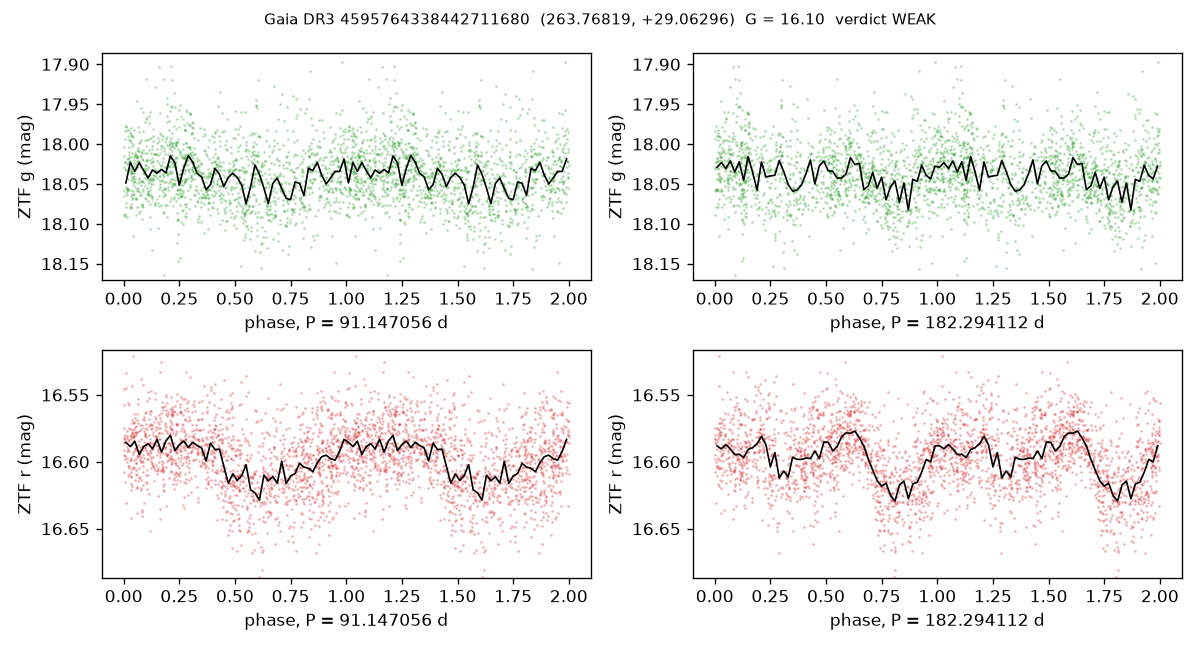 Gaia DR3 4595764338442711680 (263.76819, +29.06296) G = 16.10 verdict WEAK
ZTF g (mag)
17.90
17.95
18.00
18.05
18.10
18.15
0.00 0.25 0.50 0.75 1.00 1.25 1.50 1.75 2.00
phase, P = 91.147056 d
ZTF g (mag)
17.90
17.95
18.00
18.05
18.10
18.15
0.00 0.25 0.50 0.75 1.00 1.25 1.50 1.75 2.00
phase, P = 182.294112 d
ZTF r (mag)
16.55
16.60
16.65
0.00 0.25 0.50 0.75 1.00 1.25 1.50 1.75 2.00
phase, P = 91.147056 d
ZTF r (mag)
16.55
16.60
16.65
0.00 0.25 0.50 0.75 1.00 1.25 1.50 1.75 2.00
phase, P = 182.294112 d